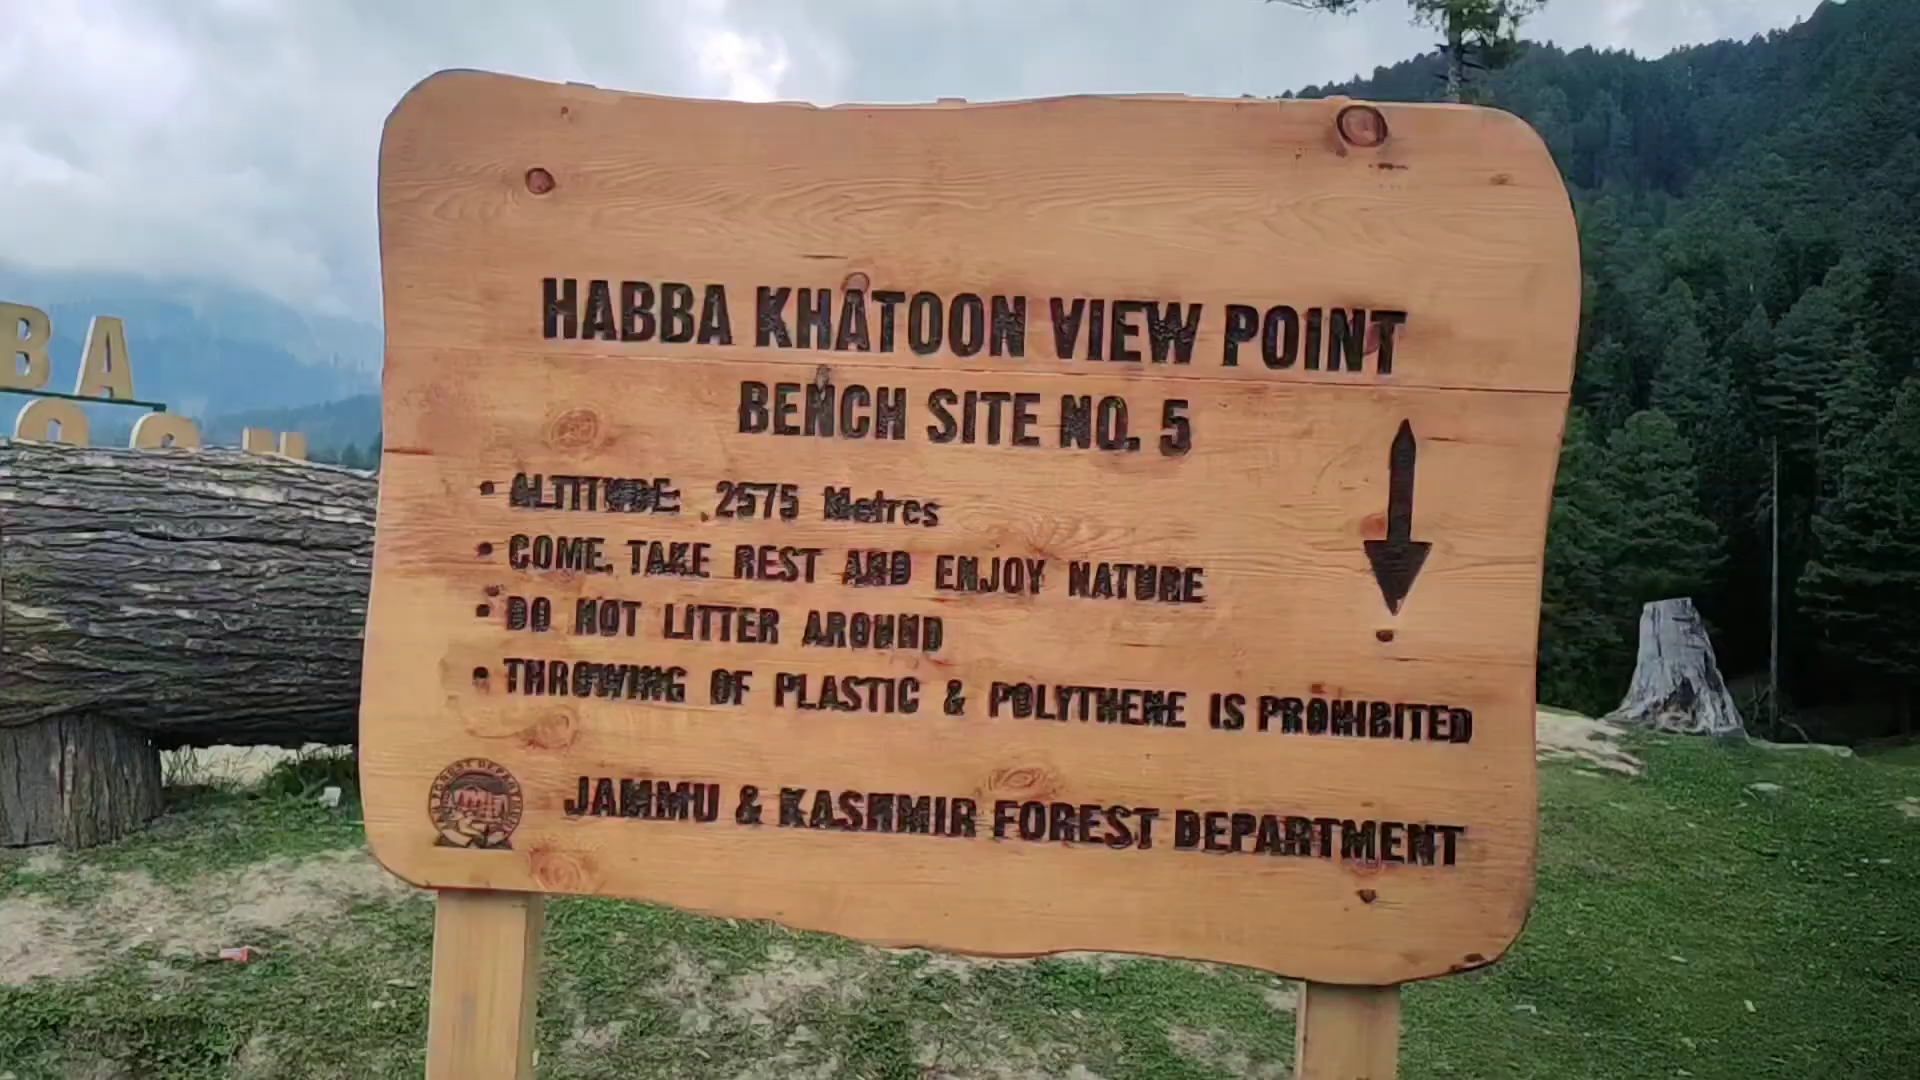 HABBA KHATOON VIEW POINT
BENCH SITE NO. 5
• ALTITUDE: 2575 Metres
• COME, TAKE REST AND ENJOY NATURE
• DO NOT LITTER AROUND
• THROWING OF PLASTIC & POLYTHENE IS PROHIBITED
JAMMU & KASHMIR FOREST DEPARTMENT
BA